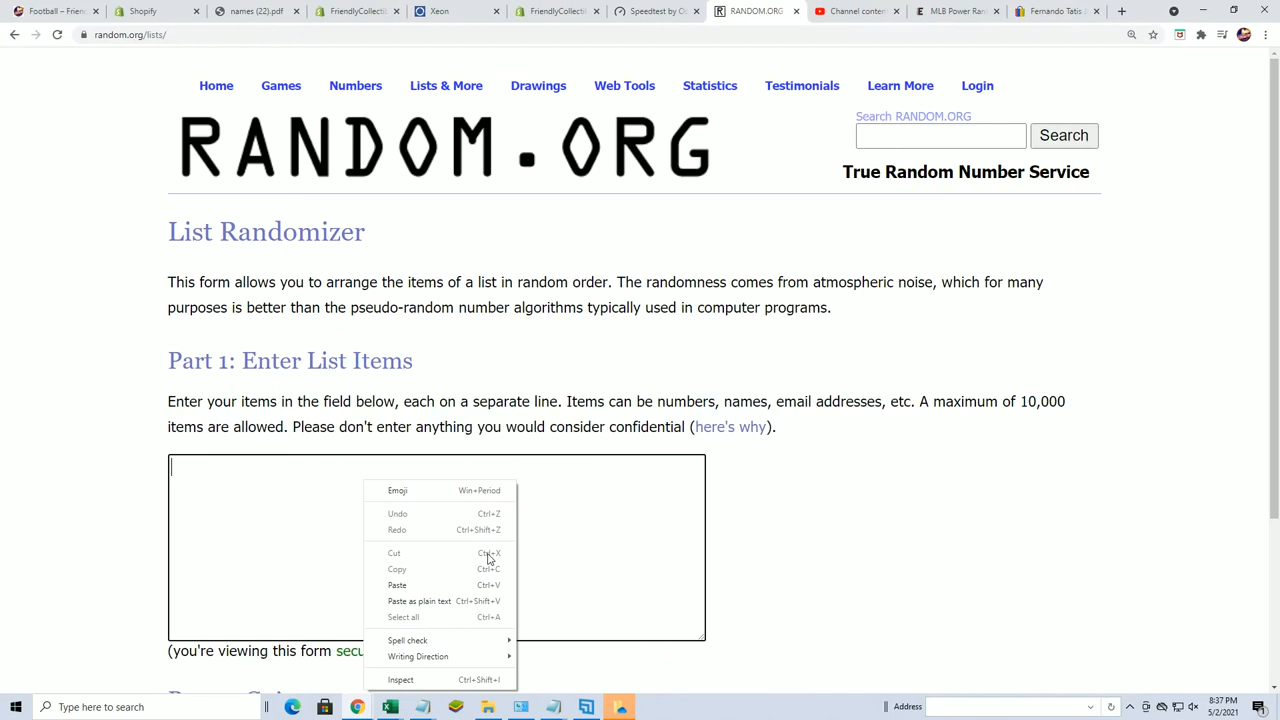 Football – Frien
Shopify
names (22).pdf
FriendlyCollecti
Xeon
FriendlyCollecti
Speedtest by O
RANDOM.ORG
Channel conten
MLB Power Ran
Fernando Tatis J
random.org/lists/
Home Games Numbers Lists & More Drawings Web Tools Statistics Testimonials Learn More Login
RANDOM.ORG
Search RANDOM.ORG
Search
True Random Number Service
List Randomizer
This form allows you to arrange the items of a list in random order. The randomness comes from atmospheric noise, which for many
purposes is better than the pseudo-random number algorithms typically used in computer programs.
Part 1: Enter List Items
Enter your items in the field below, each on a separate line. Items can be numbers, names, email addresses, etc. A maximum of 10,000
items are allowed. Please don't enter anything you would consider confidential (here's why).
Emoji Win+Period
Undo Ctrl+Z
Redo Ctrl+Shift+Z
Cut Ctrl+X
Copy Ctrl+C
Paste Ctrl+V
Paste as plain text Ctrl+Shift+V
Select all Ctrl+A
Spell check
Writing Direction
Inspect Ctrl+Shift+I
(you're viewing this form secu
Type here to search
Address
8:37 PM
5/2/2021